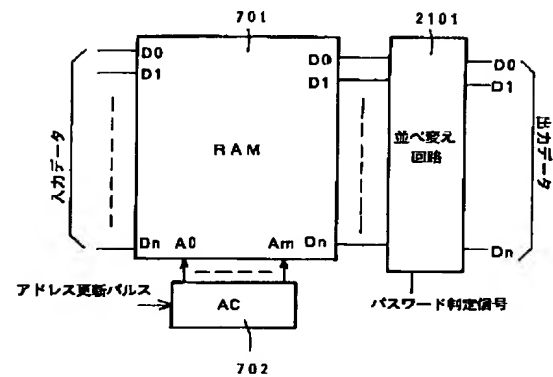 701
2101
D0
D0
D0
D1
D1
D1
入力データ
RAM
並べ変え
回路
出力データ
Dn
A0
Am
Dn
Dn
アドレス更新パルス
AC
パスワード判定信号
702